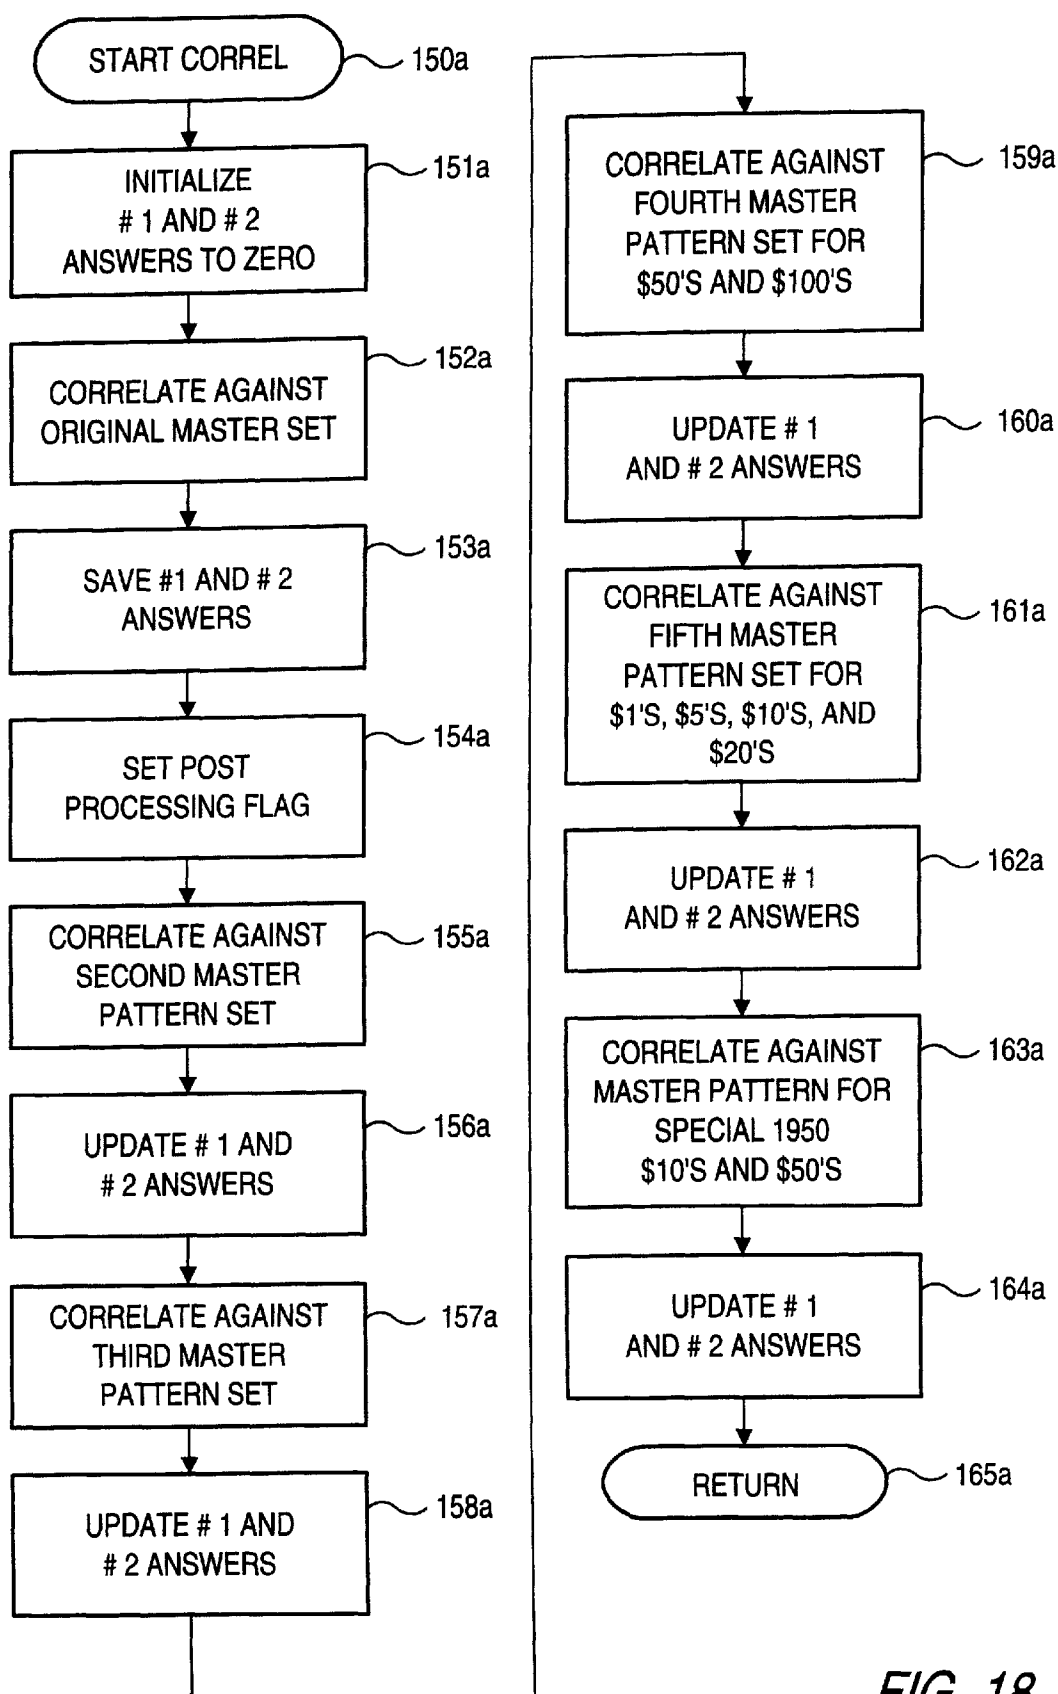 START CORREL
150a
INITIALIZE
# 1 AND # 2
ANSWERS TO ZERO
151a
CORRELATE AGAINST
ORIGINAL MASTER SET
152a
SAVE #1 AND # 2
ANSWERS
153a
SET POST
PROCESSING FLAG
154a
CORRELATE AGAINST
SECOND MASTER
PATTERN SET
155a
UPDATE # 1 AND
# 2 ANSWERS
156a
CORRELATE AGAINST
THIRD MASTER
PATTERN SET
157a
UPDATE # 1 AND
# 2 ANSWERS
158a
CORRELATE AGAINST
FOURTH MASTER
PATTERN SET FOR
$50'S AND $100'S
159a
UPDATE # 1
AND # 2 ANSWERS
160a
CORRELATE AGAINST
FIFTH MASTER
PATTERN SET FOR
$1'S, $5'S, $10'S, AND
$20'S
161a
UPDATE # 1
AND # 2 ANSWERS
162a
CORRELATE AGAINST
MASTER PATTERN FOR
SPECIAL 1950
$10'S AND $50'S
163a
UPDATE # 1
AND # 2 ANSWERS
164a
RETURN
165a
FIG. 18